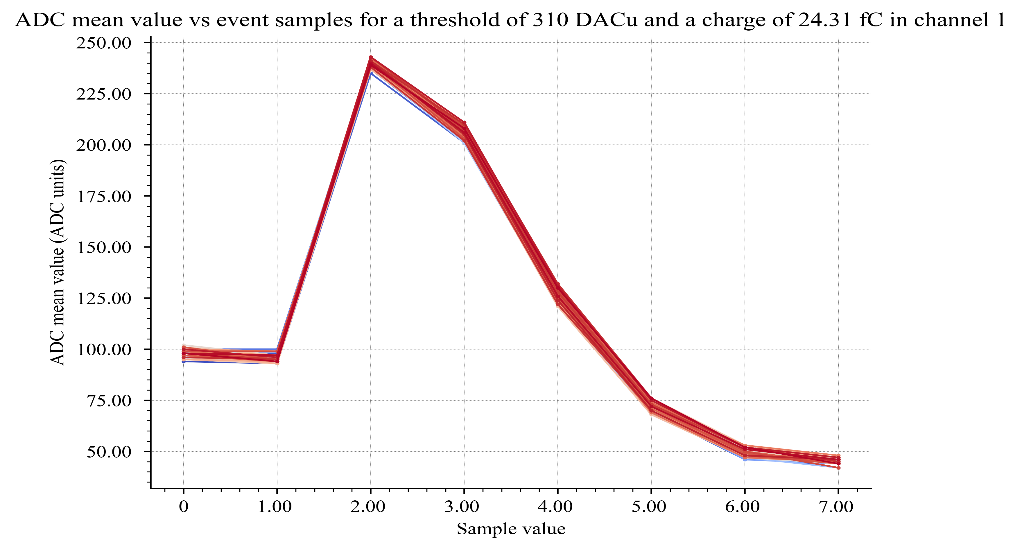 ADC mean value vs event samples for a threshold of 310 DACu and a charge of 24.31 fC in channel 1
250.00
225.00
200.00
175.00
150.00
125.00
100.00
75.00
50.00
ADC mean value (ADC units)
0 1.00 2.00 3.00 4.00 5.00 6.00 7.00
Sample value